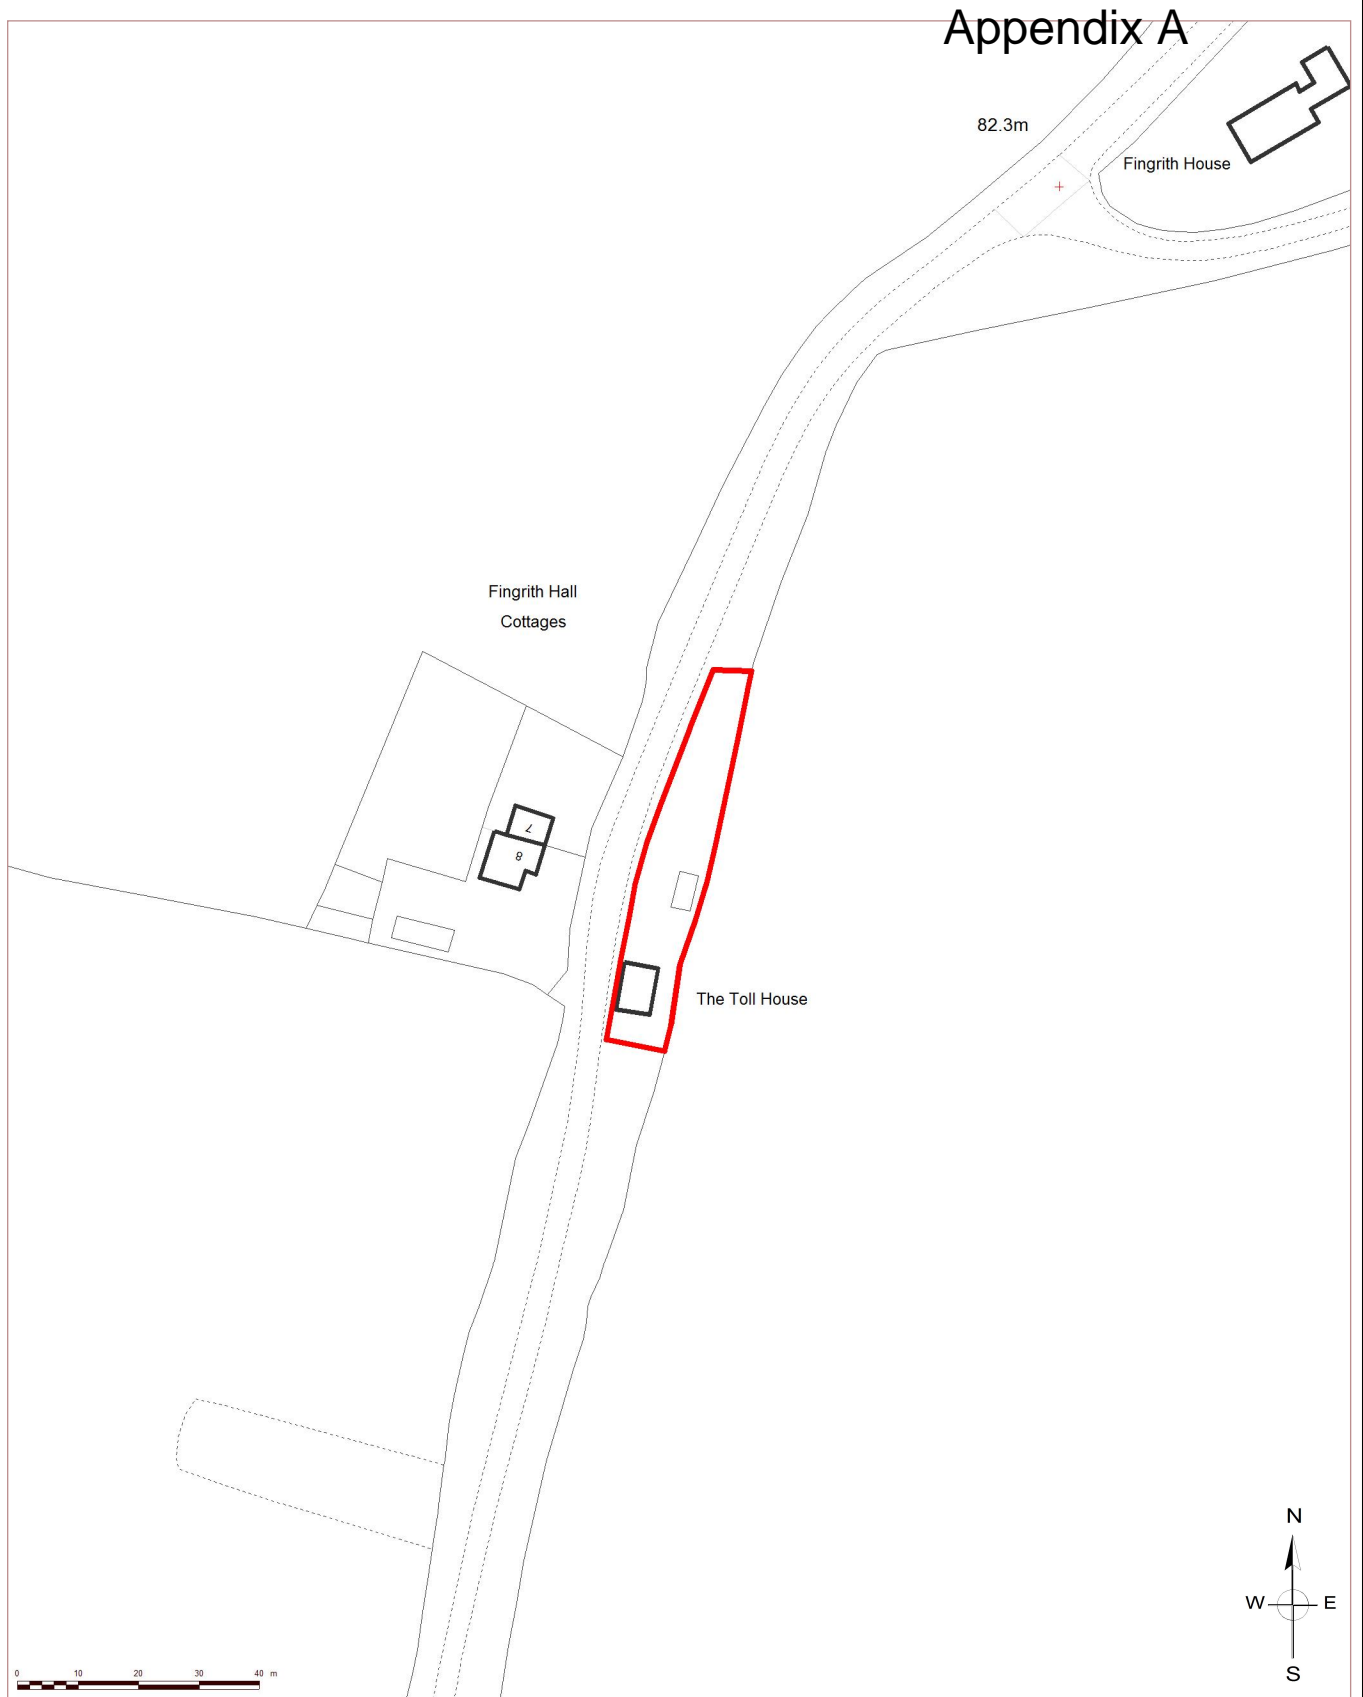 Appendix A
82.3m
Fingrith House
Fingrith Hall
Cottages
7
8
The Toll House
N
W E
S
0 10 20 30 40 m